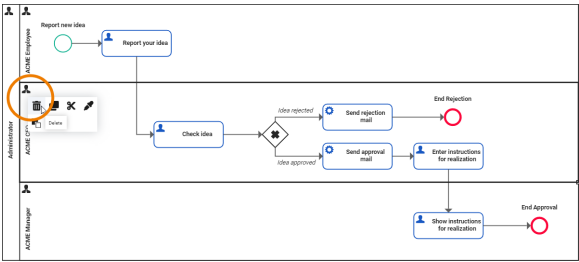 Report new idea
ACME Employee
Report your idea
Administrator
Delete
Check idea
Idea rejected
Idea approved
Send rejection
mail
Send approval
mail
End Rejection
Enter instructions
for realization
ACME Manager
Show instructions
for realization
End Approval